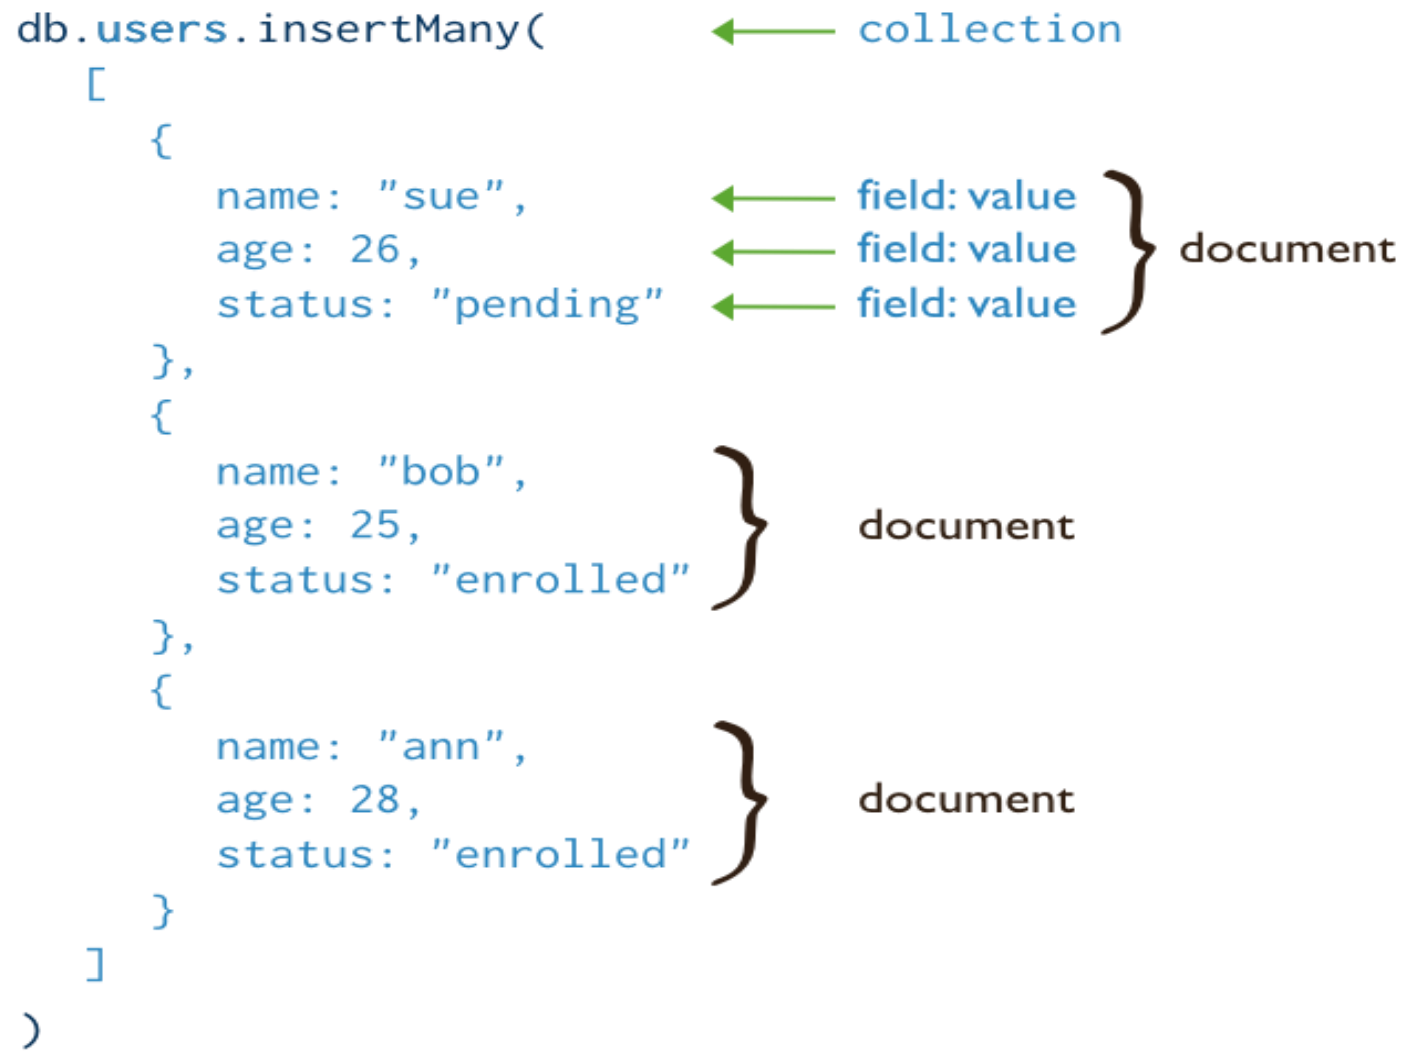 db.users.insertMany( collection
[
{
name: "sue", field: value
age: 26, field: value document
status: "pending" field: value
},
{
name: "bob",
age: 25, document
status: "enrolled"
},
{
name: "ann",
age: 28, document
status: "enrolled"
}
]
)